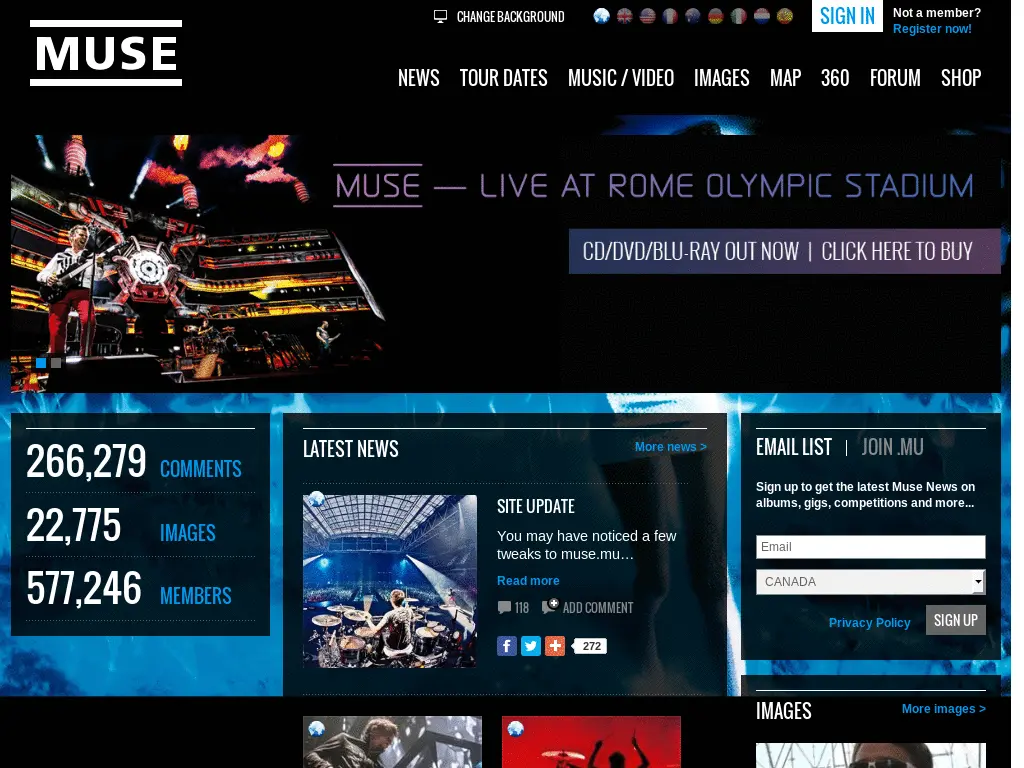 CHANGE BACKGROUND
SIGN IN
Not a member?
Register now!
MUSE
NEWS TOUR DATES MUSIC / VIDEO IMAGES MAP 360 FORUM SHOP
MUSE — LIVE AT ROME OLYMPIC STADIUM
CD/DVD/BLU-RAY OUT NOW | CLICK HERE TO BUY
266,279 COMMENTS
22,775 IMAGES
577,246 MEMBERS
LATEST NEWS
More news >
SITE UPDATE
You may have noticed a few
tweaks to muse.mu…
Read more
118 ADD COMMENT
272
EMAIL LIST | JOIN .MU
Sign up to get the latest Muse News on
albums, gigs, competitions and more...
Email
CANADA
Privacy Policy
SIGN UP
IMAGES
More images >